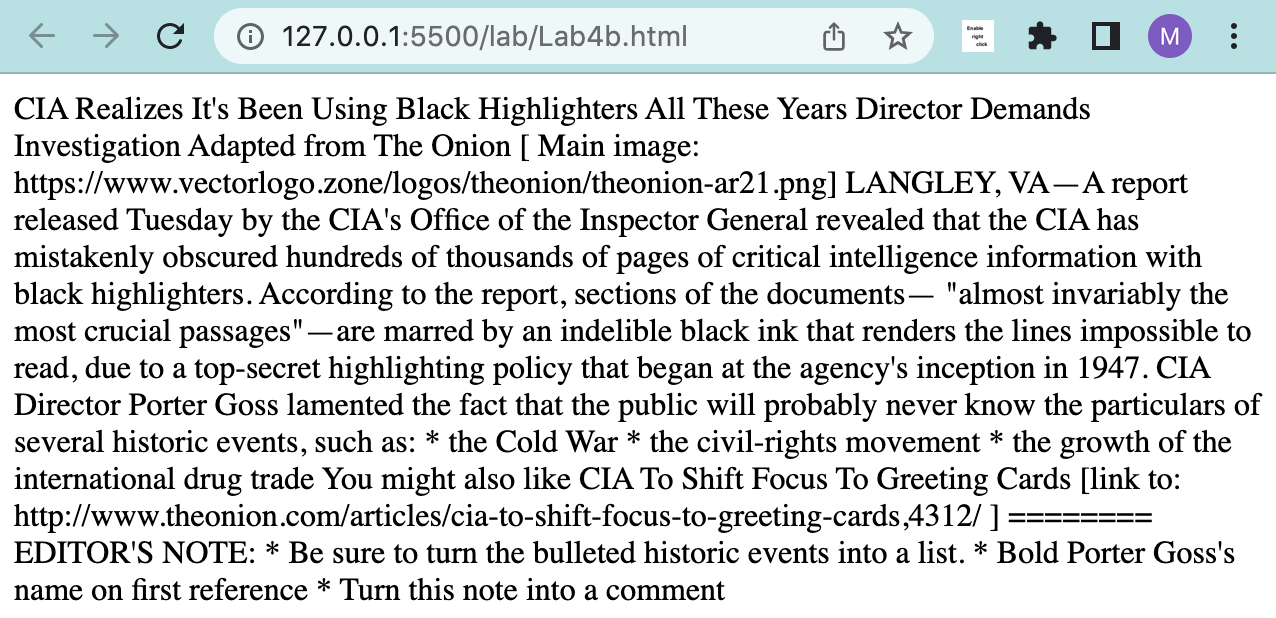 127.0.0.1:5500/lab/Lab4b.html
Enable
right
click
M
CIA Realizes It's Been Using Black Highlighters All These Years Director Demands
Investigation Adapted from The Onion [ Main image:
https://www.vectorlogo.zone/logos/theonion/theonion-ar21.png] LANGLEY, VA—A report
released Tuesday by the CIA's Office of the Inspector General revealed that the CIA has
mistakenly obscured hundreds of thousands of pages of critical intelligence information with
black highlighters. According to the report, sections of the documents— "almost invariably the
most crucial passages"—are marred by an indelible black ink that renders the lines impossible to
read, due to a top-secret highlighting policy that began at the agency's inception in 1947. CIA
Director Porter Goss lamented the fact that the public will probably never know the particulars of
several historic events, such as: * the Cold War * the civil-rights movement * the growth of the
international drug trade You might also like CIA To Shift Focus To Greeting Cards [link to:
http://www.theonion.com/articles/cia-to-shift-focus-to-greeting-cards,4312/ ] ========
EDITOR'S NOTE: * Be sure to turn the bulleted historic events into a list. * Bold Porter Goss's
name on first reference * Turn this note into a comment